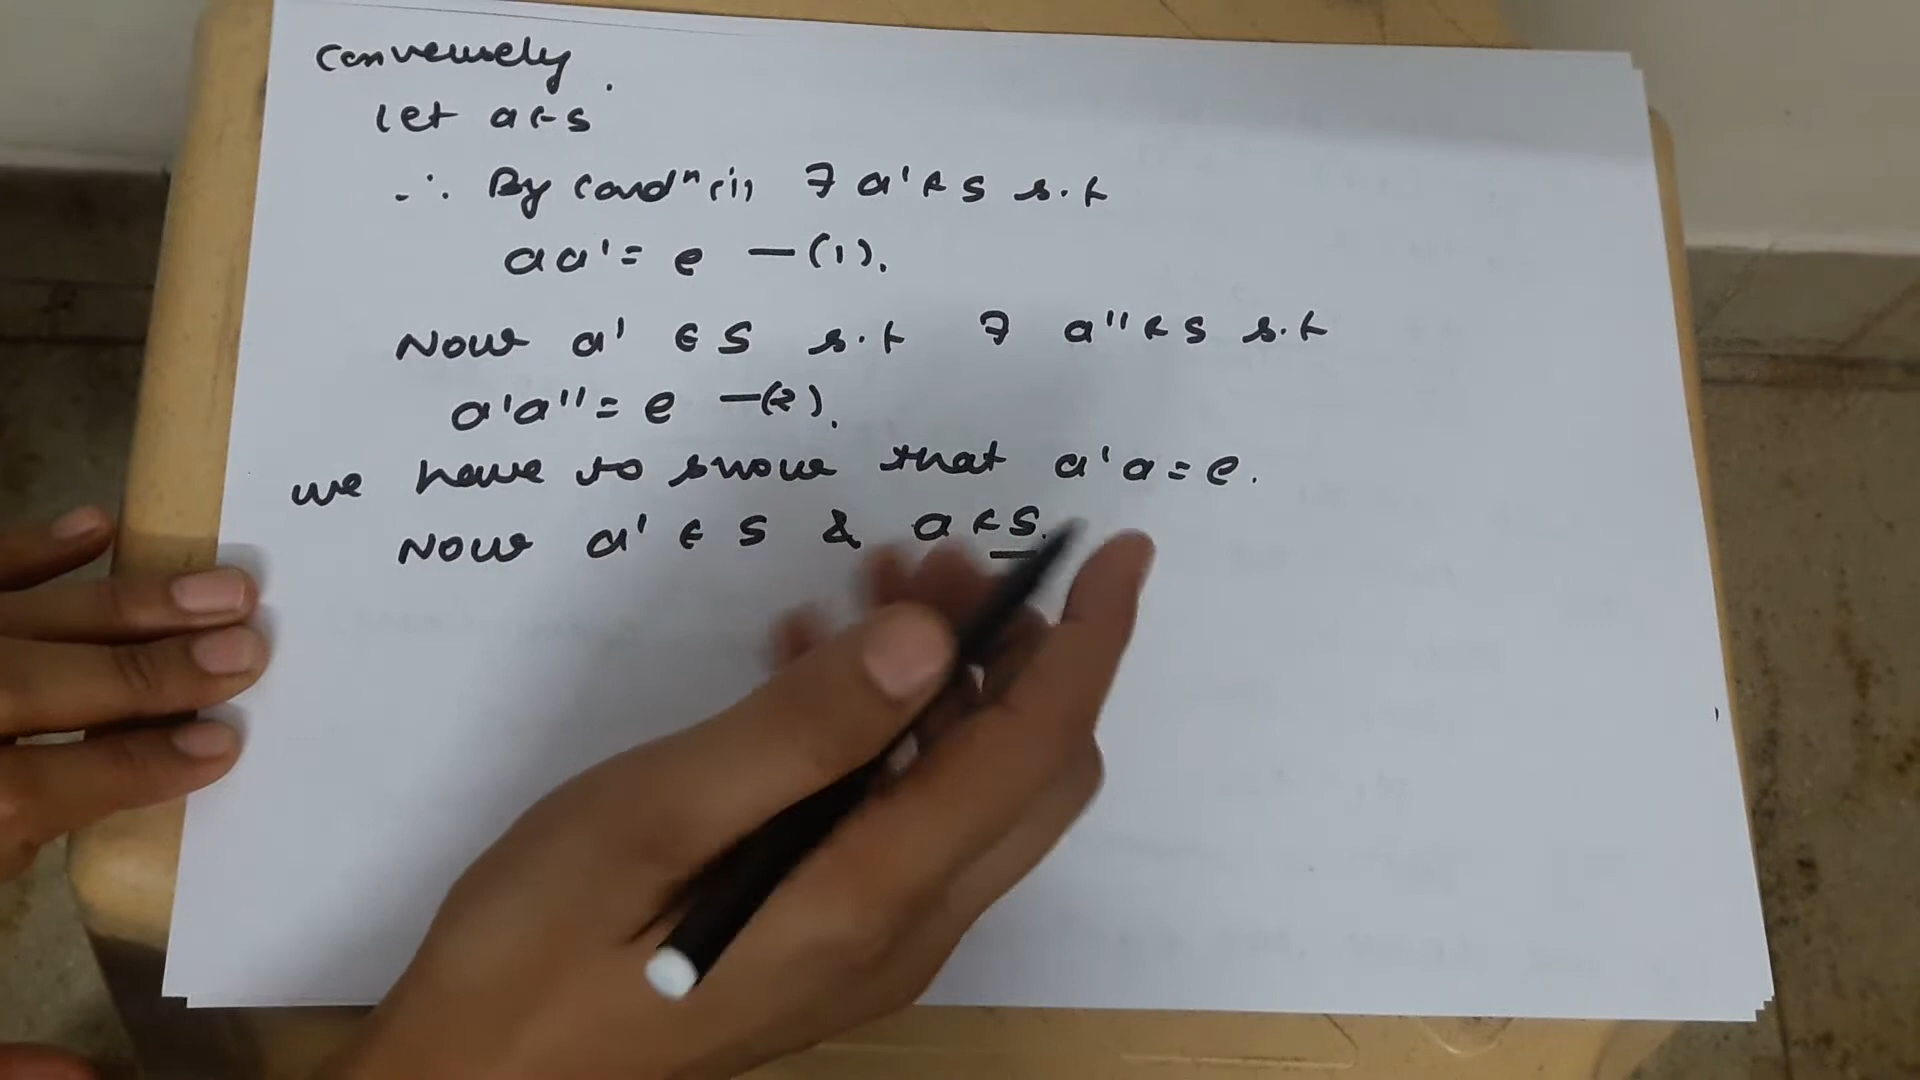 Conversely.
Let a ∈ S
∴ By condⁿ (i) ∃ a' ∈ S s.t
aa' = e —(1).
Now a' ∈ S s.t ∃ a'' ∈ S s.t
a'a'' = e —(2).
we have to show that a'a = e.
Now a' ∈ S & a ∈ S.